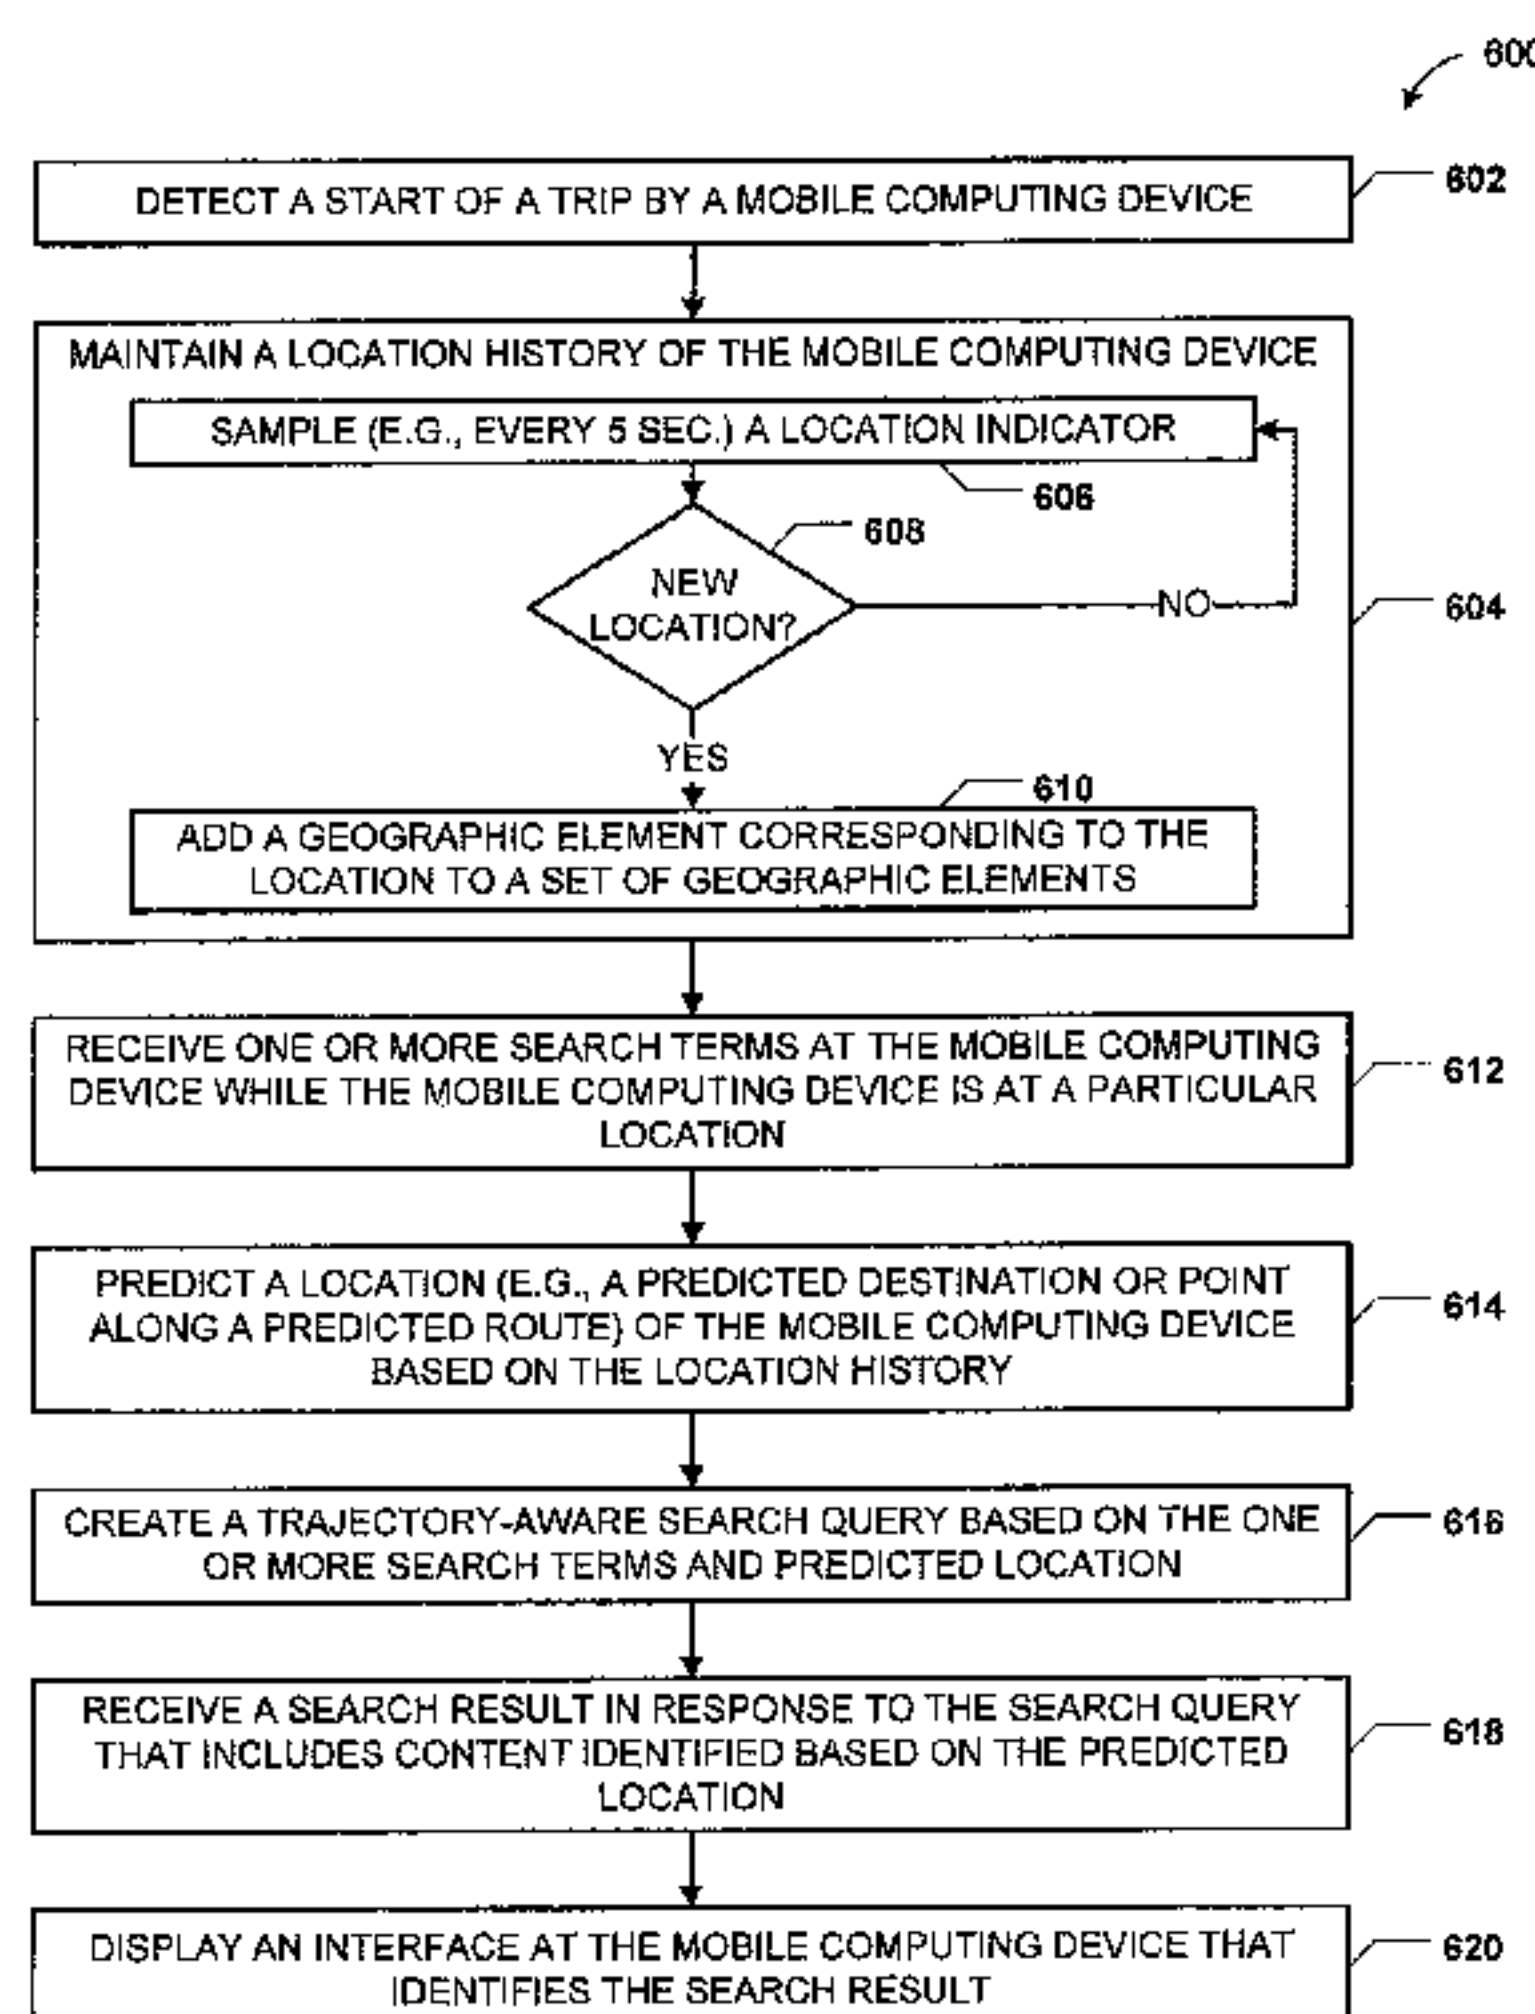 600
DETECT A START OF A TRIP BY A MOBILE COMPUTING DEVICE
602
MAINTAIN A LOCATION HISTORY OF THE MOBILE COMPUTING DEVICE
SAMPLE (E.G., EVERY 5 SEC.) A LOCATION INDICATOR
606
608
NEW
LOCATION?
NO
604
YES
610
ADD A GEOGRAPHIC ELEMENT CORRESPONDING TO THE
LOCATION TO A SET OF GEOGRAPHIC ELEMENTS
RECEIVE ONE OR MORE SEARCH TERMS AT THE MOBILE COMPUTING
DEVICE WHILE THE MOBILE COMPUTING DEVICE IS AT A PARTICULAR
LOCATION
612
PREDICT A LOCATION (E.G., A PREDICTED DESTINATION OR POINT
ALONG A PREDICTED ROUTE) OF THE MOBILE COMPUTING DEVICE
BASED ON THE LOCATION HISTORY
614
CREATE A TRAJECTORY-AWARE SEARCH QUERY BASED ON THE ONE
OR MORE SEARCH TERMS AND PREDICTED LOCATION
616
RECEIVE A SEARCH RESULT IN RESPONSE TO THE SEARCH QUERY
THAT INCLUDES CONTENT IDENTIFIED BASED ON THE PREDICTED
LOCATION
618
DISPLAY AN INTERFACE AT THE MOBILE COMPUTING DEVICE THAT
IDENTIFIES THE SEARCH RESULT
620